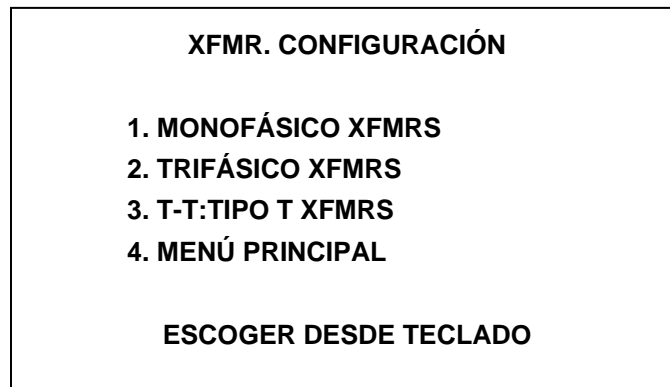 XFMR. CONFIGURACIÓN
1. MONOFÁSICO XFMRS
2. TRIFÁSICO XFMRS
3. T-T:TIPO T XFMRS
4. MENÚ PRINCIPAL
ESCOGER DESDE TECLADO